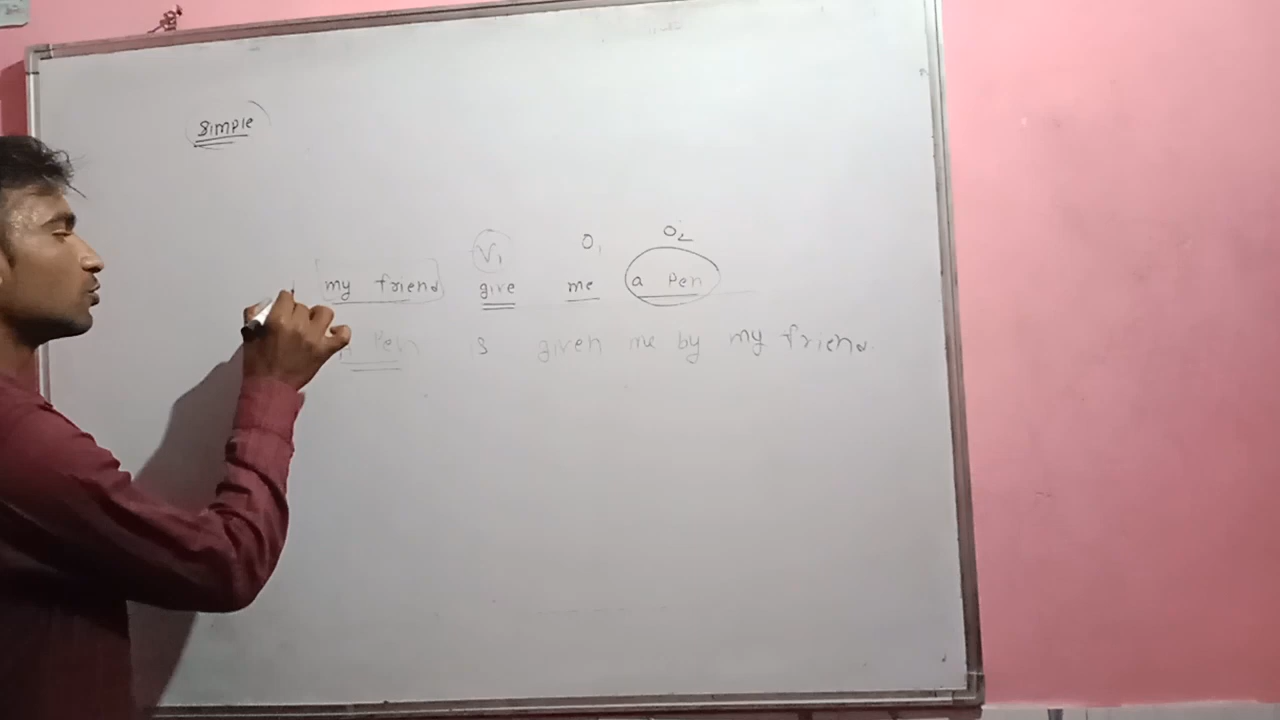 Simple
V₁ O₁ O₂
my friend give me a Pen
Pen is given me by my friend.